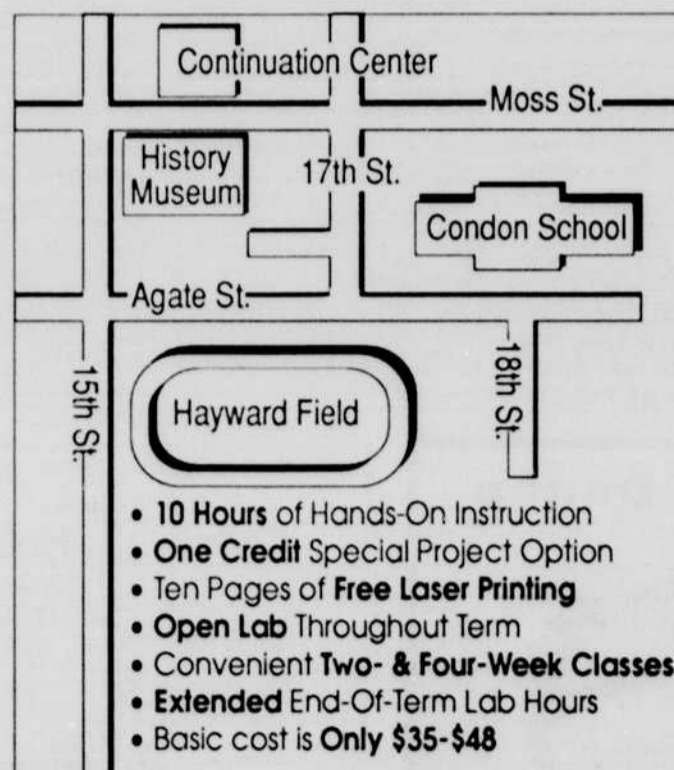 Continuation Center
Moss St.
History
Museum
17th St.
Condon School
Agate St.
15th St.
18th St.
Hayward Field
• 10 Hours of Hands-On Instruction
• One Credit Special Project Option
• Ten Pages of Free Laser Printing
• Open Lab Throughout Term
• Convenient Two- & Four-Week Classes
• Extended End-Of-Term Lab Hours
• Basic cost is Only $35-$48